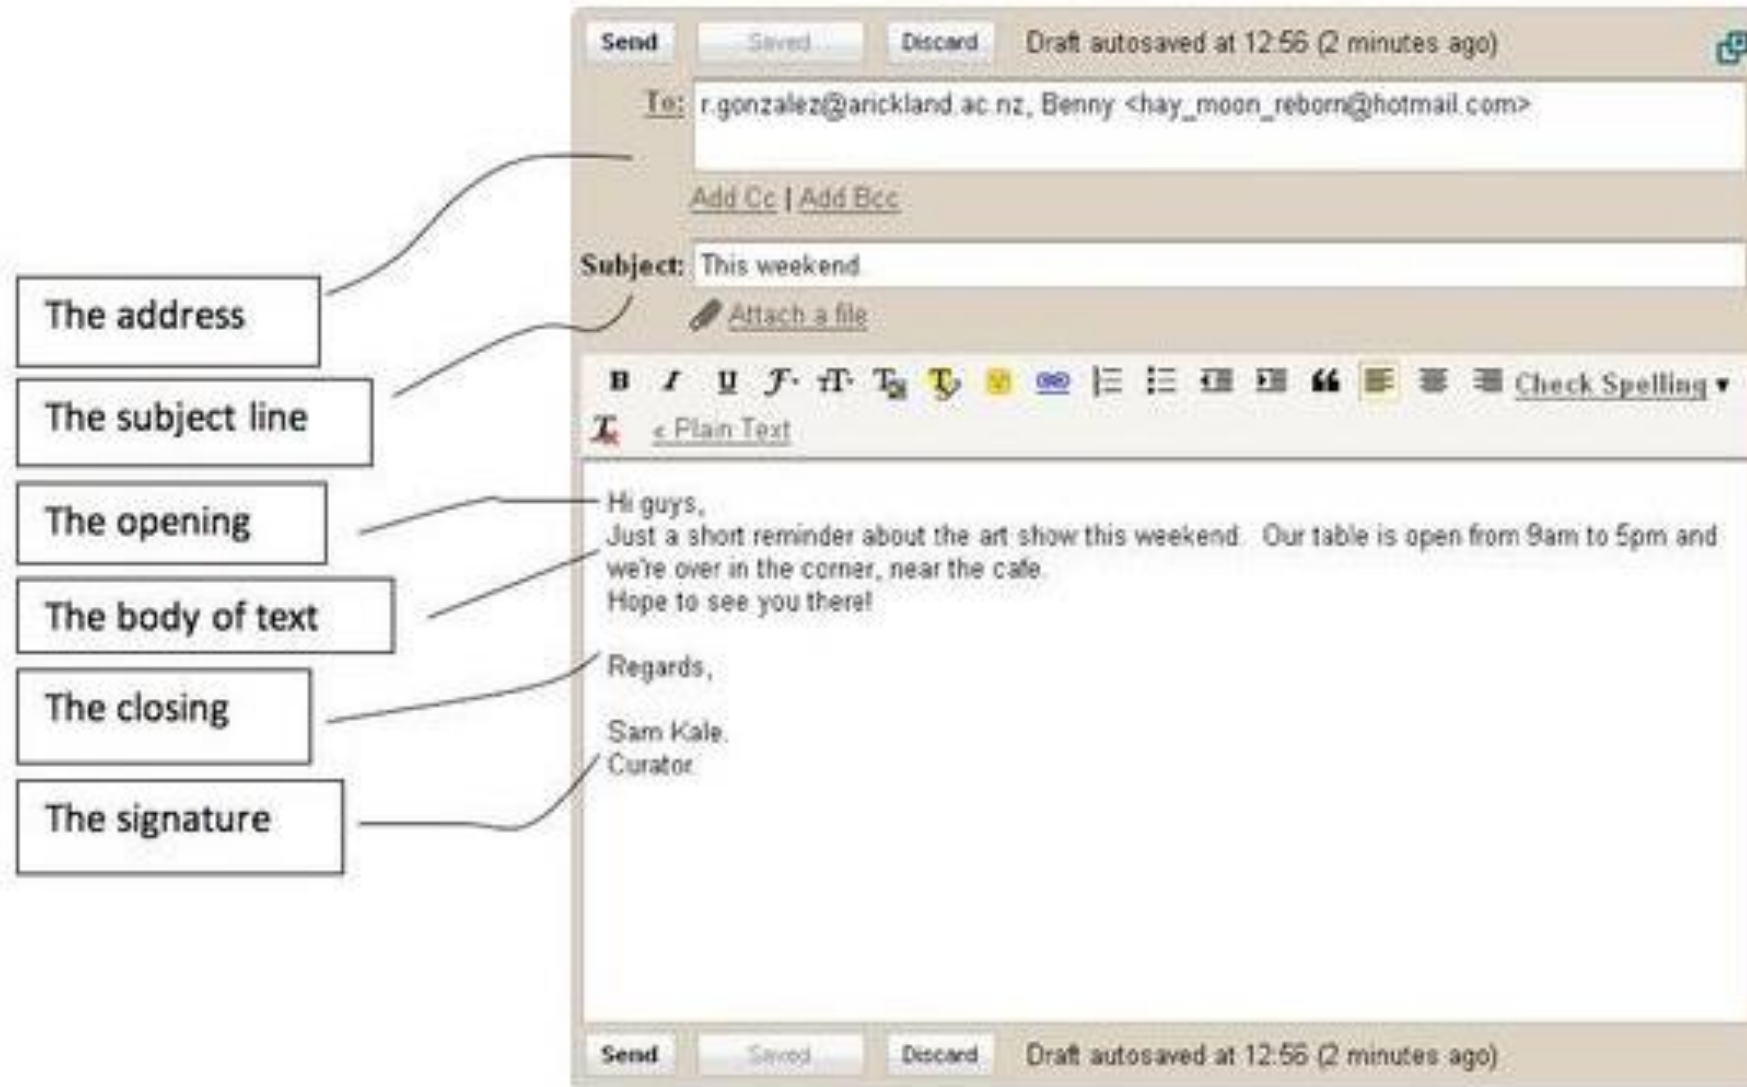 Send Saved Discard Draft autosaved at 12:56 (2 minutes ago)
To: r.gonzalez@arickland.ac.nz, Benny <hay_moon_reborn@hotmail.com>
Add Cc | Add Bcc
Subject: This weekend
Attach a file
B I U Check Spelling
« Plain Text
The address
The subject line
The opening
The body of text
The closing
The signature
Hi guys,
Just a short reminder about the art show this weekend. Our table is open from 9am to 5pm and
we're over in the corner, near the cafe.
Hope to see you there!
Regards,
Sam Kale.
Curator.
Send Saved Discard Draft autosaved at 12:56 (2 minutes ago)